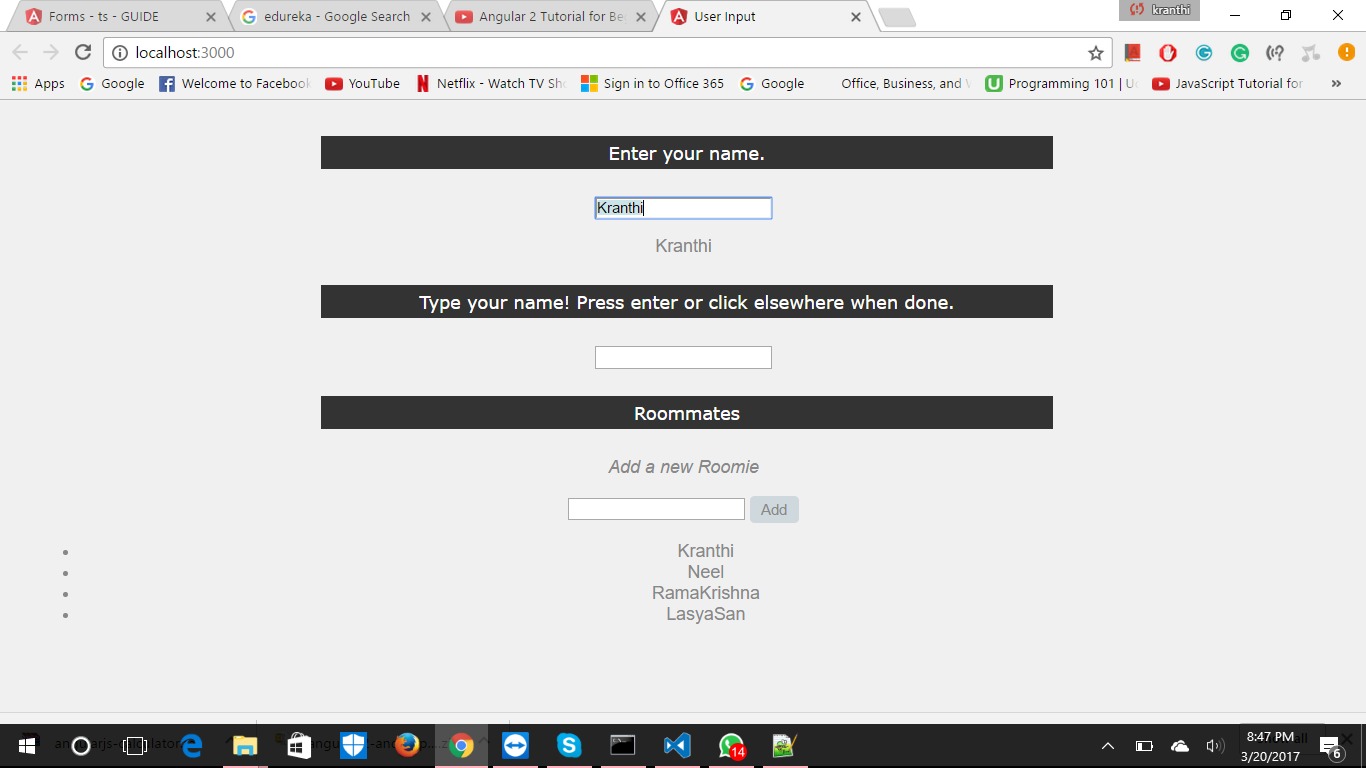 Forms - ts - GUIDE
edureka - Google Search
Angular 2 Tutorial for Be
User Input
kranthi
localhost:3000
Apps
Google
Welcome to Facebook
YouTube
Netflix - Watch TV Sh
Sign in to Office 365
Google
Office, Business, and
Programming 101 | U
JavaScript Tutorial for
»
Enter your name.
Kranthi
Kranthi
Type your name! Press enter or click elsewhere when done.
Roommates
Add a new Roomie
Add
Kranthi
Neel
RamaKrishna
LasyaSan
14
8:47 PM
3/20/2017
6